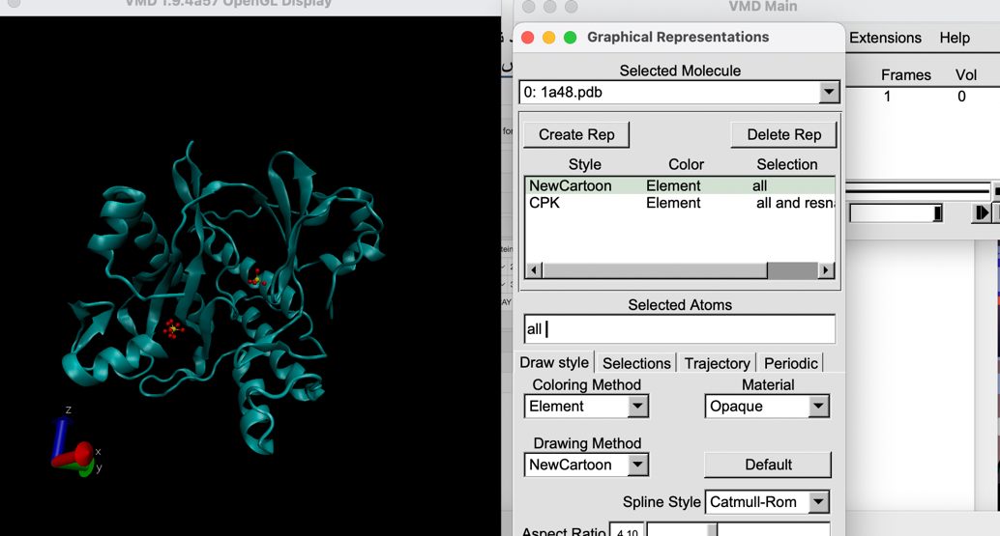 VMD 1.9.4a57 OpenGL Display
VMD Main
Graphical Representations
Extensions Help
Selected Molecule
0: 1a48.pdb
Frames Vol
1 0
Create Rep Delete Rep
Style Color Selection
NewCartoon Element all
CPK Element all and resn
Selected Atoms
all
Draw style Selections Trajectory Periodic
Coloring Method Material
Element Opaque
Drawing Method
NewCartoon Default
Spline Style Catmull-Rom
Aspect Ratio 4.10
z
x
y
for
tein
AY